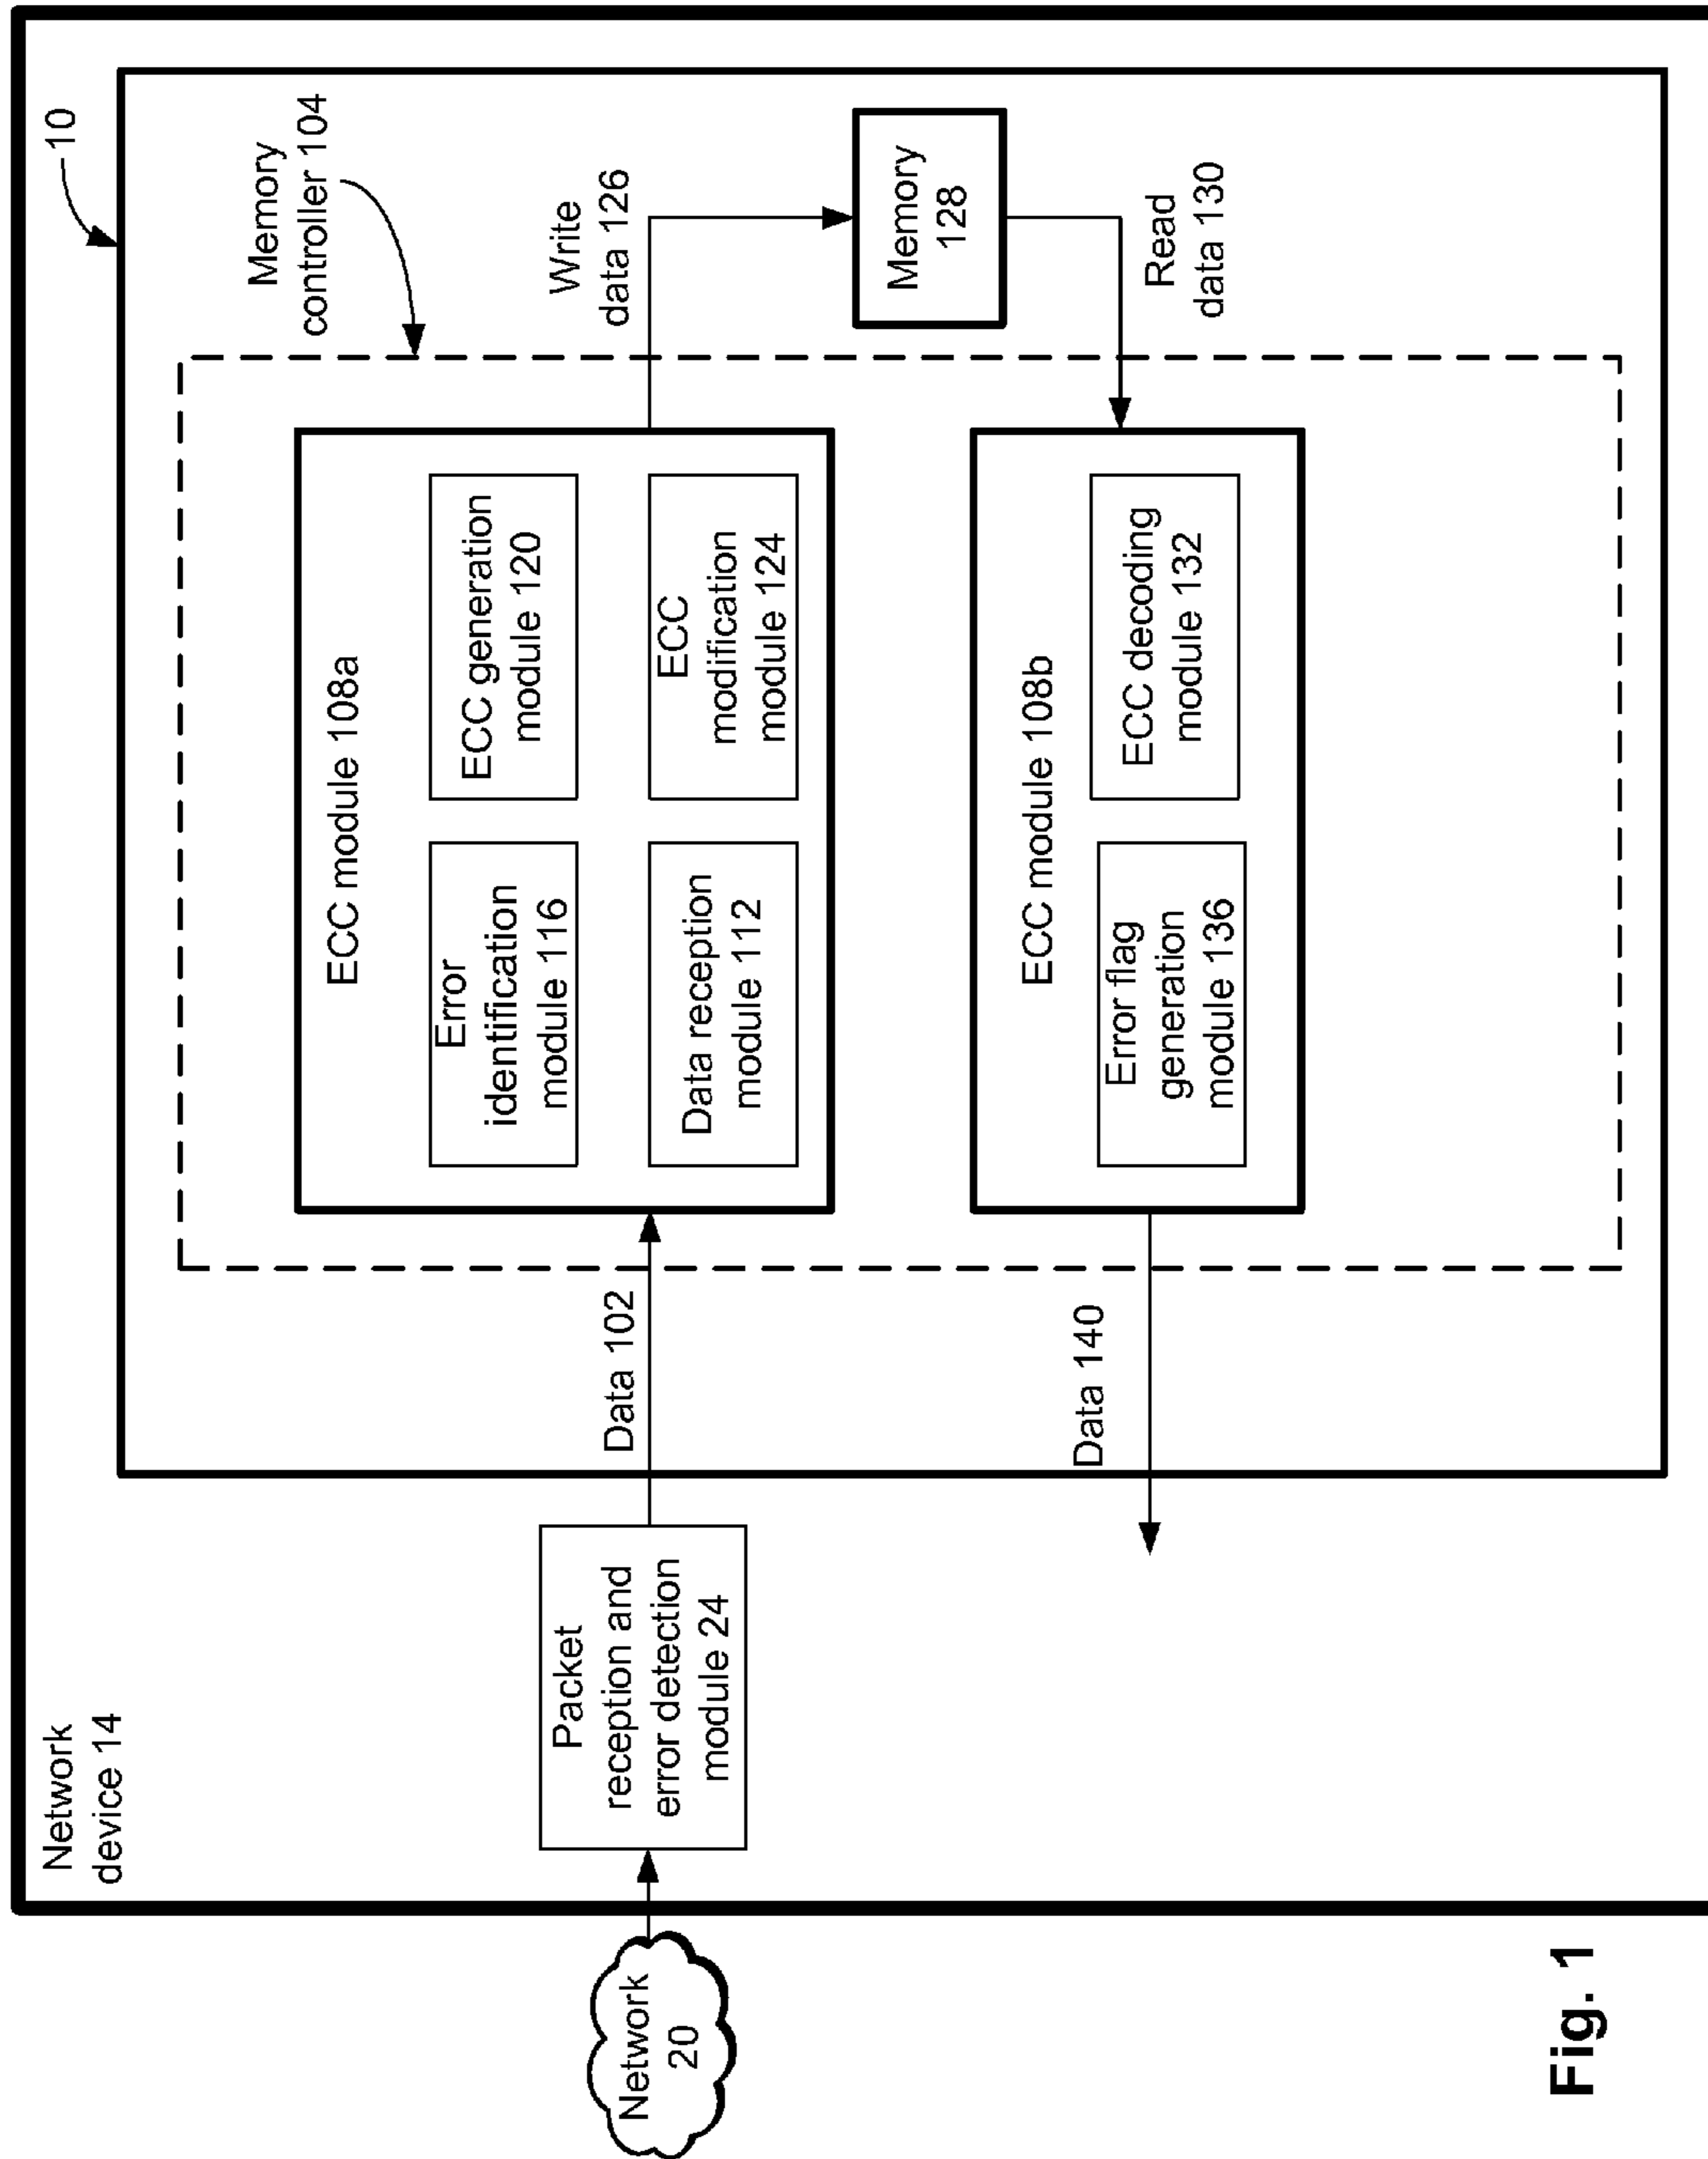 Network
device 14
10
Memory
controller 104
ECC module 108a
Error
identification
module 116
ECC generation
module 120
Data reception
module 112
ECC
modification
module 124
Write
data 126
Network
20
Packet
reception and
error detection
module 24
Data 102
Memory
128
Data 140
ECC module 108b
Error flag
generation
module 136
ECC decoding
module 132
Read
data 130
Fig. 1